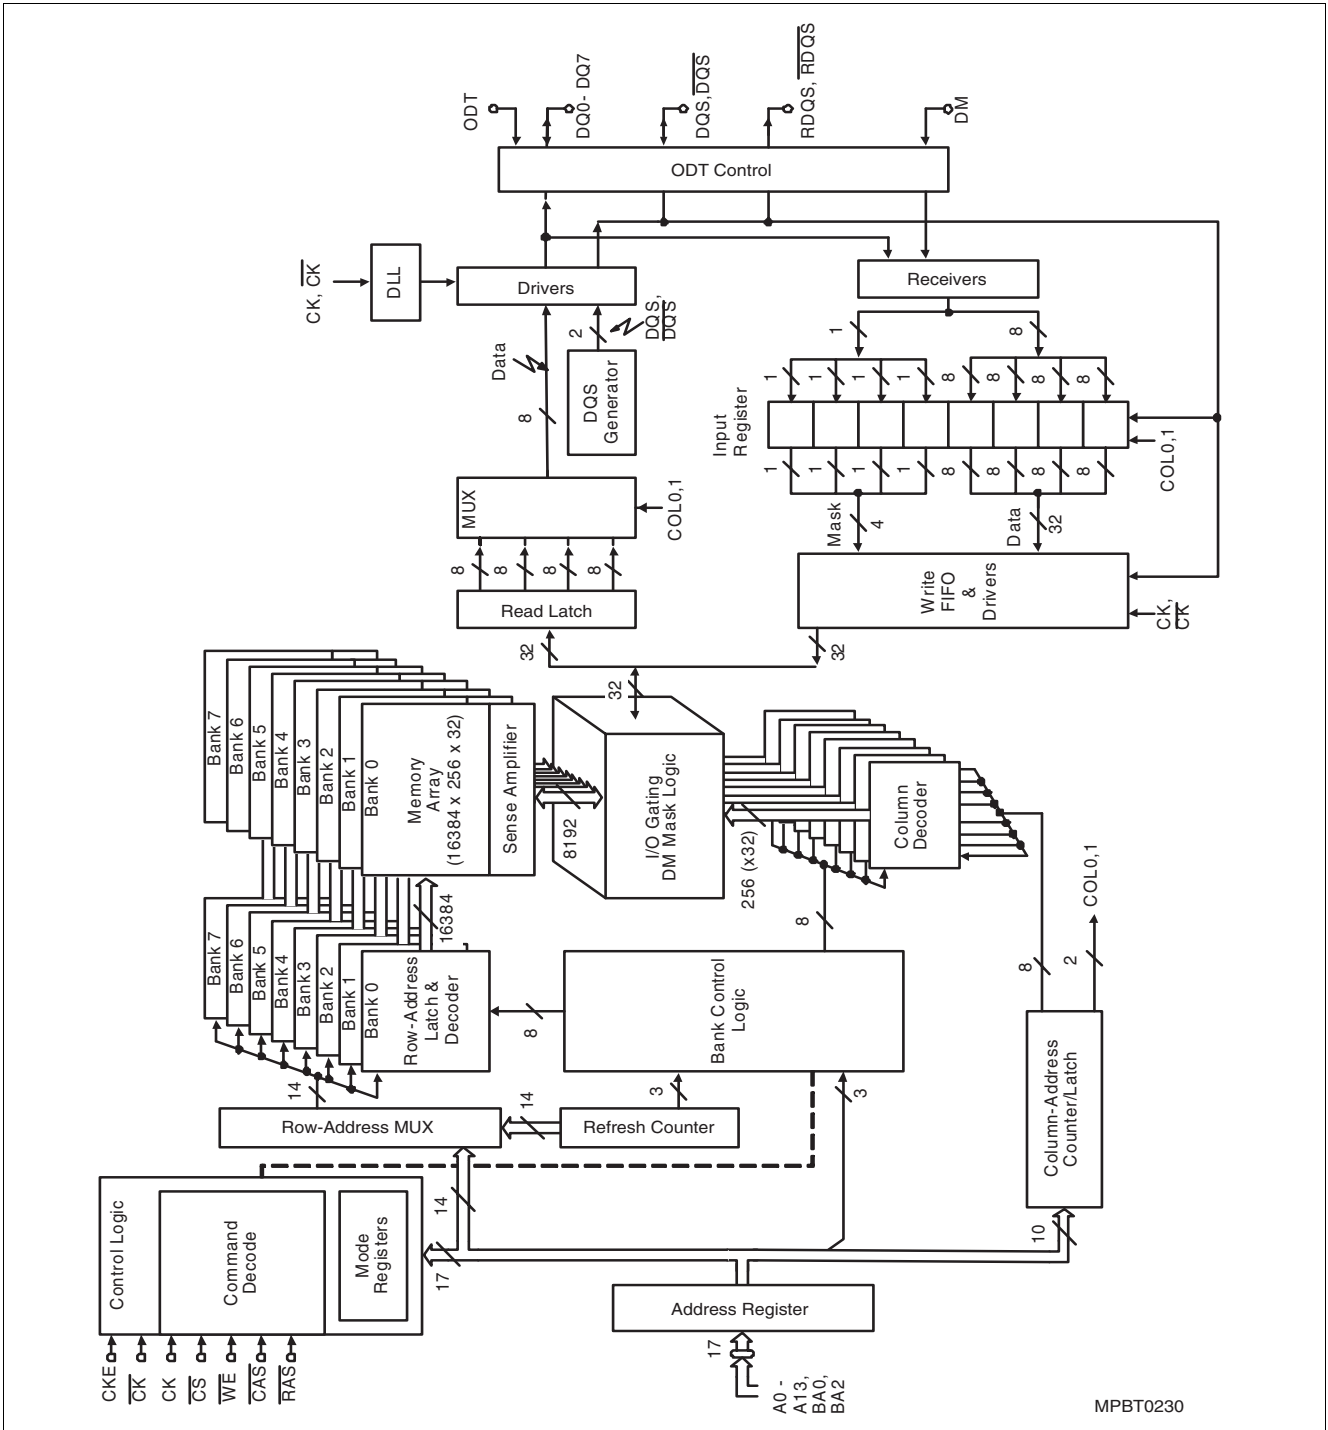 ODT
DQ0 - DQ7
DQS, DQS
RDQS, RDQS
DM
ODT Control
CK, CK
DLL
Drivers
Receivers
Data
8
2
DQS,
DQS
DQS
Generator
1
8
1
1
1
1
8
8
8
8
Input
Register
COL0,1
1
1
1
1
8
8
8
8
MUX
COL0,1
Mask
4
Data
32
8
8
8
8
Read Latch
Write
FIFO
&
Drivers
CK,
CK
32
32
32
Bank 7
Bank 6
Bank 5
Bank 4
Bank 3
Bank 2
Bank 1
Bank 0
Memory
Array
(16384 x 256 x 32)
Sense Amplifier
8192
I/O Gating
DM Mask Logic
256 (x32)
Column
Decoder
16384
Bank 7
Bank 6
Bank 5
Bank 4
Bank 3
Bank 2
Bank 1
Bank 0
Row-Address
Latch &
Decoder
8
Bank Control
Logic
8
8
2
COL0,1
Column-Address
Counter/Latch
14
Row-Address MUX
14
Refresh Counter
3
3
Control Logic
Command
Decode
Mode
Registers
14
17
10
Address Register
17
CKE
CK
CK
CS
WE
CAS
RAS
A0 -
A13,
BA0,
BA2
MPBT0230